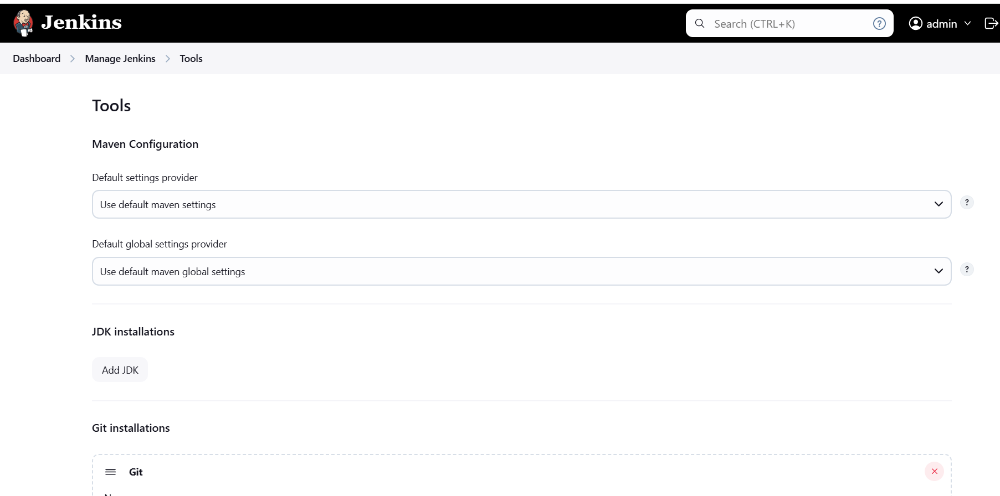 Jenkins
Search (CTRL+K)
?
admin
Dashboard
Manage Jenkins
Tools
Tools
Maven Configuration
Default settings provider
Use default maven settings
?
Default global settings provider
Use default maven global settings
?
JDK installations
Add JDK
Git installations
Git